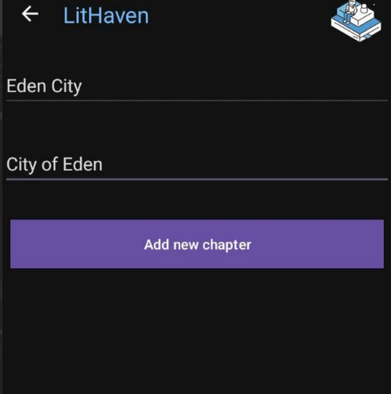 LitHaven
Eden City
City of Eden
Add new chapter